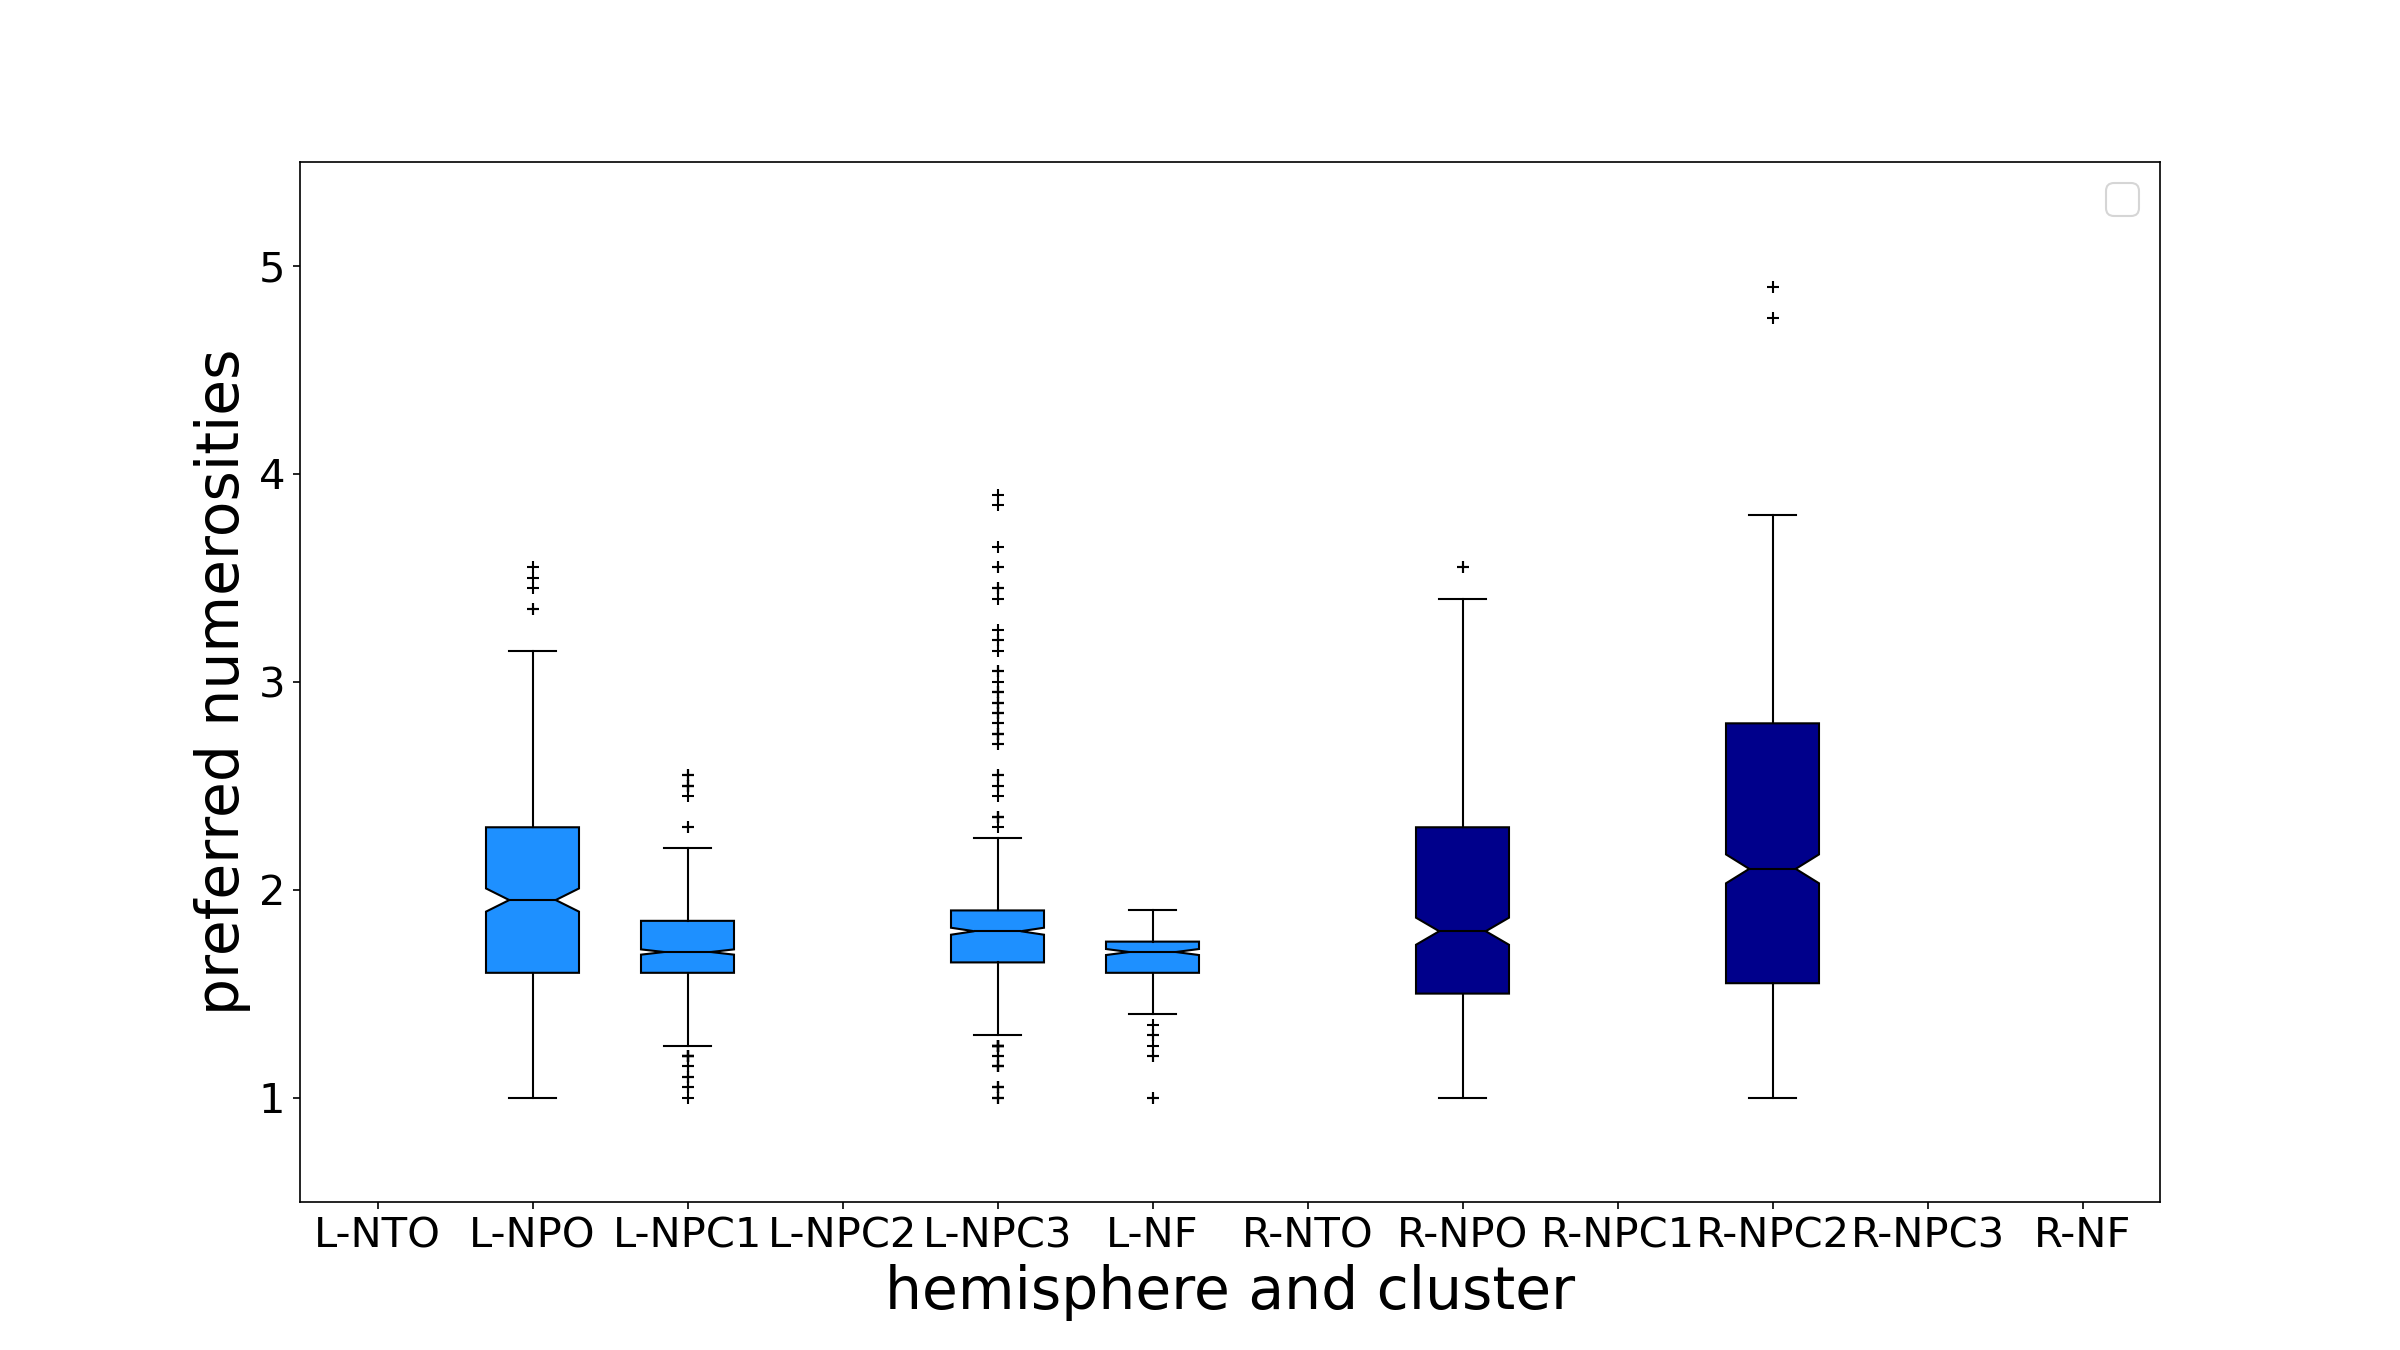 preferred numerosities
5
4
3
2
1
L-NTO L-NPO L-NPC1 L-NPC2 L-NPC3 L-NF R-NTO R-NPO R-NPC1 R-NPC2 R-NPC3 R-NF
hemisphere and cluster